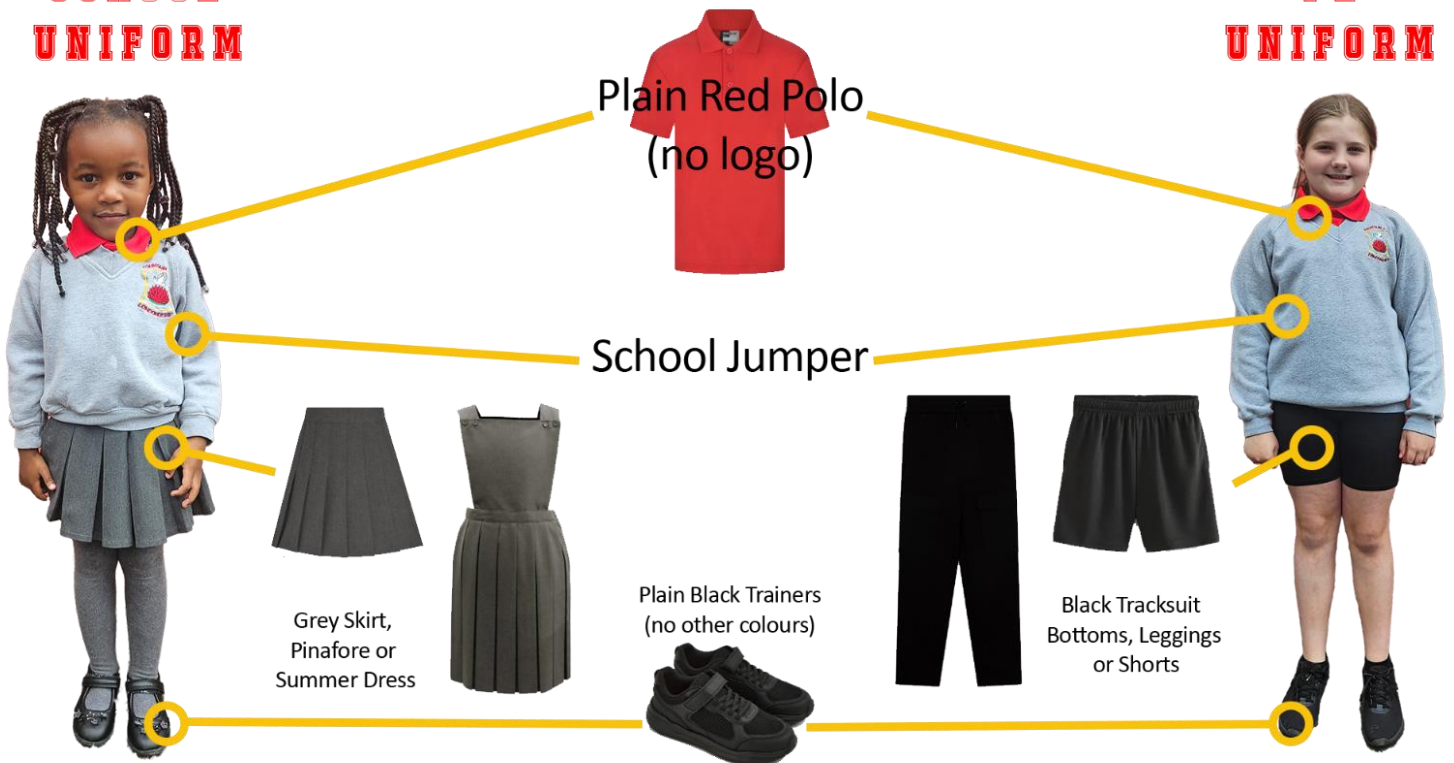 UNIFORM
UNIFORM
Plain Red Polo
(no logo)
School Jumper
Grey Skirt,
Pinafore or
Summer Dress
Plain Black Trainers
(no other colours)
Black Tracksuit
Bottoms, Leggings
or Shorts